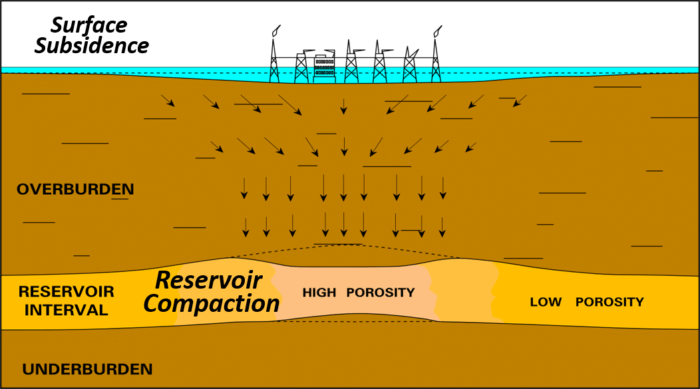 Surface
Subsidence
OVERBURDEN
RESERVOIR
INTERVAL
Reservoir
Compaction
HIGH POROSITY
LOW POROSITY
UNDERBURDEN